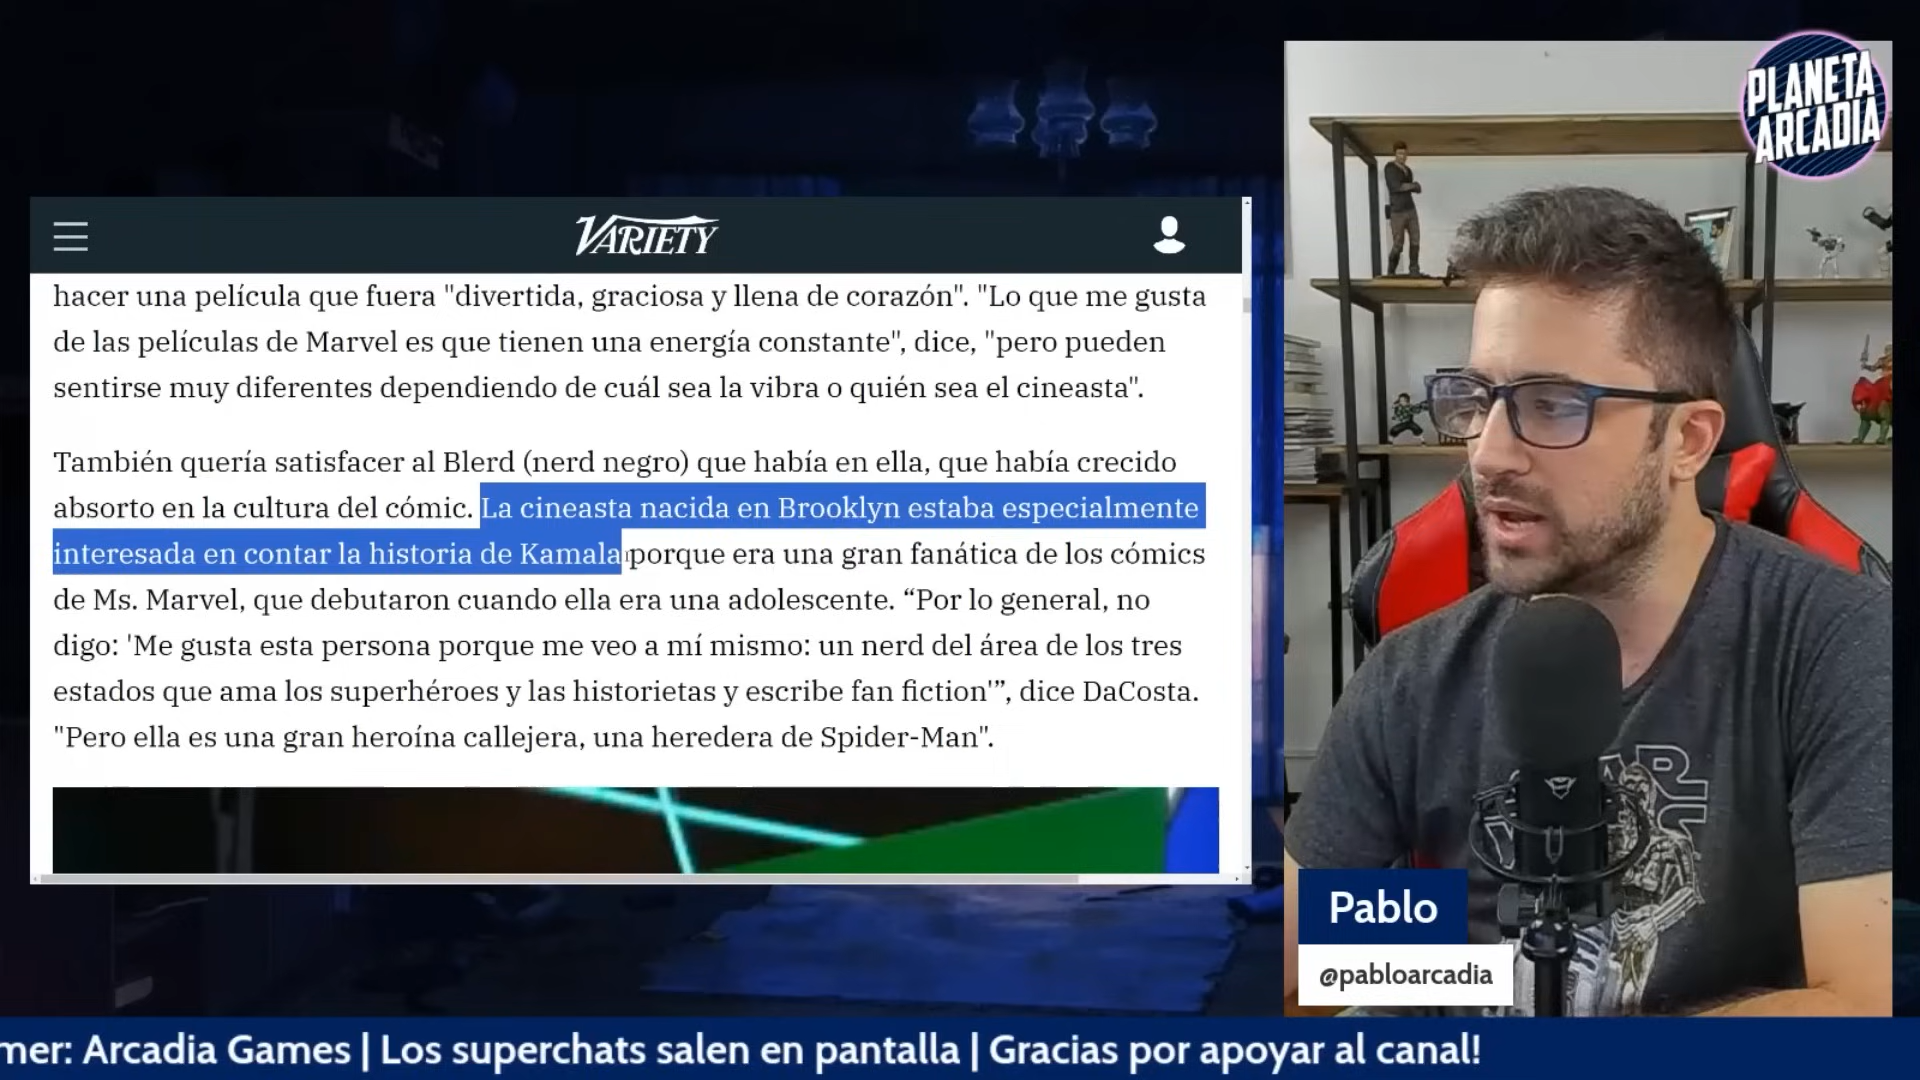 PLANETA
ARCADIA
VARIETY
hacer una película que fuera "divertida, graciosa y llena de corazón". "Lo que me gusta
de las películas de Marvel es que tienen una energía constante", dice, "pero pueden
sentirse muy diferentes dependiendo de cuál sea la vibra o quién sea el cineasta".
También quería satisfacer al Blerd (nerd negro) que había en ella, que había crecido
absorto en la cultura del cómic. La cineasta nacida en Brooklyn estaba especialmente
interesada en contar la historia de Kamala porque era una gran fanática de los cómics
de Ms. Marvel, que debutaron cuando ella era una adolescente. “Por lo general, no
digo: 'Me gusta esta persona porque me veo a mí mismo: un nerd del área de los tres
estados que ama los superhéroes y las historietas y escribe fan fiction'”, dice DaCosta.
"Pero ella es una gran heroína callejera, una heredera de Spider-Man".
Pablo
@pabloarcadia
mer: Arcadia Games | Los superchats salen en pantalla | Gracias por apoyar al canal!